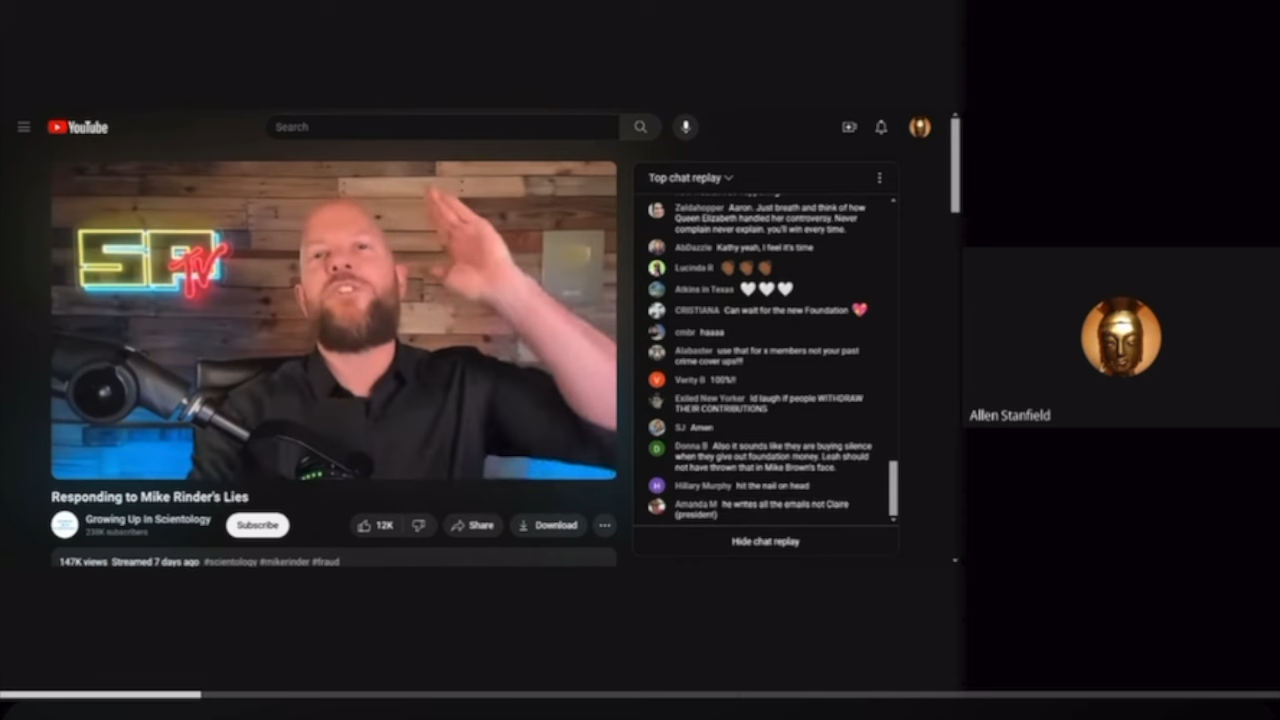 YouTube
Search
Top chat replay
SPTV
Zeldahopper Aaron. Just breath and think of how
Queen Elizabeth handled her controversy. Never
complain never explain. you'll win every time.
AbDazzle Kathy yeah, I feel it's time
Lucinda R
Atkins in Texas
CRISTIANA Can wait for the new Foundation
cmbr haaaa
Alabaster use that for x members not your past
crime cover ups!!!
V Verity B 100%!!
Exiled New Yorker Id laugh if people WITHDRAW
THEIR CONTRIBUTIONS
SJ Amen
D Donna B Also it sounds like they are buying silence
when they give out foundation money. Leah should
not have thrown that in Mike Brown's face.
H Hillary Murphy hit the nail on head
Amanda M he writes all the emails not Claire
(president)
Hide chat replay
Responding to Mike Rinder's Lies
Growing Up In Scientology
238K subscribers
Subscribe
12K
Share
Download
147K views Streamed 7 days ago #scientology #mikerinder #fraud
Allen Stanfield